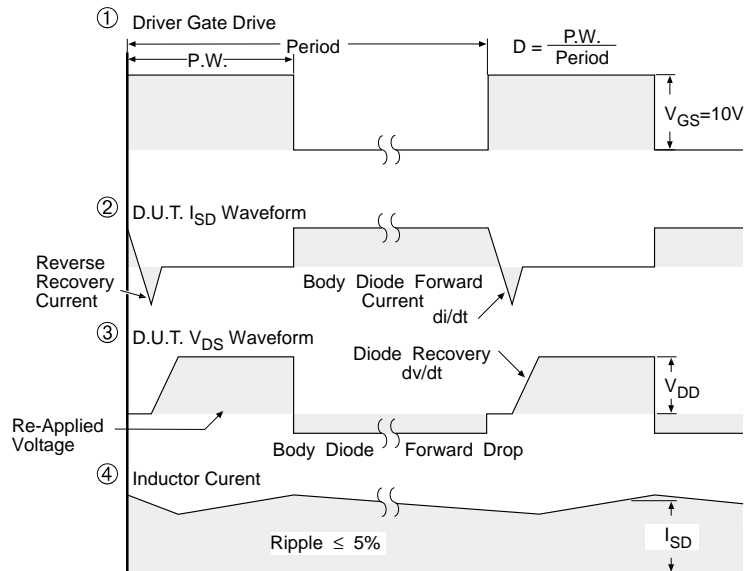 ① Driver Gate Drive
P.W.
Period
D = P.W. / Period
V_GS=10V
② D.U.T. I_SD Waveform
Reverse
Recovery
Current
Body Diode Forward
Current
di/dt
③ D.U.T. V_DS Waveform
Diode Recovery
dv/dt
V_DD
Re-Applied
Voltage
Body Diode Forward Drop
④ Inductor Curent
Ripple ≤ 5%
I_SD